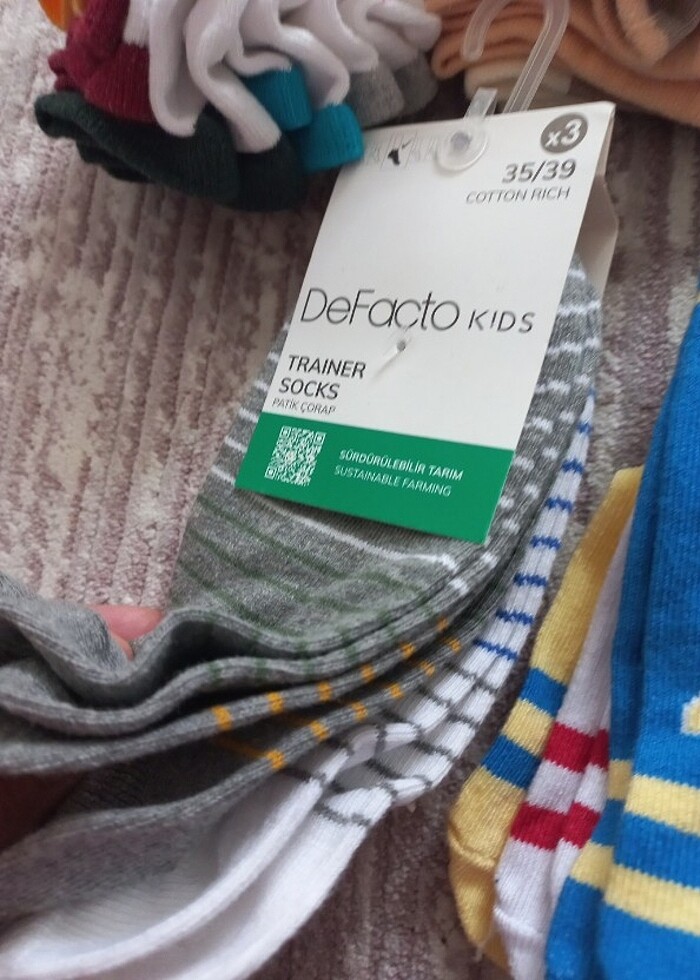 x3
35/39
COTTON RICH
DeFacto KIDS
TRAINER
SOCKS
PATİK ÇORAP
SÜRDÜRÜLEBİLİR TARIM
SUSTAINABLE FARMING